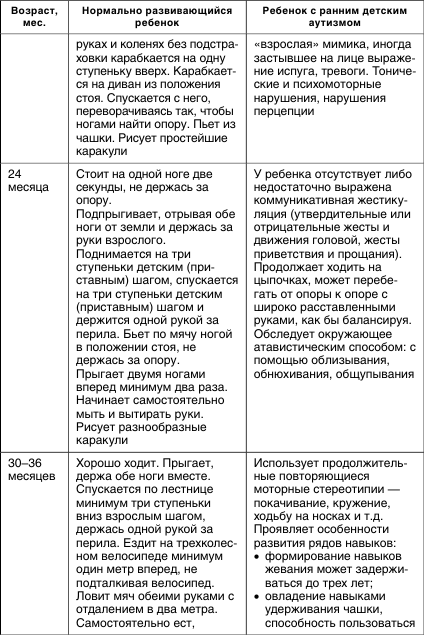 Возраст, мес.
Нормально развивающийся ребенок
Ребенок с ранним детским аутизмом
руках и коленях без подстра-
ховки карабкается на одну
ступеньку вверх. Карабкает-
ся на диван из положения
стоя. Спускается с него,
переворачиваясь так, чтобы
ногами найти опору. Пьет из
чашки. Рисует простейшие
каракули
«взрослая» мимика, иногда
застывшее на лице выраже-
ние испуга, тревоги. Тониче-
ские и психомоторные
нарушения, нарушения
перцепции
24
месяца
Стоит на одной ноге две
секунды, не держась за
опору.
Подпрыгивает, отрывая обе
ноги от земли и держась за
руки взрослого.
Поднимается на три
ступеньки детским (при-
ставным) шагом, спускается
на три ступеньки детским
(приставным) шагом и
держится одной рукой за
перила. Бьет по мячу ногой
в положении стоя, не
держась за опору.
Прыгает двумя ногами
вперед минимум два раза.
Начинает самостоятельно
мыть и вытирать руки.
Рисует разнообразные
каракули
У ребенка отсутствует либо
недостаточно выражена
коммуникативная жестику-
ляция (утвердительные или
отрицательные жесты и
движения головой, жесты
приветствия и прощания).
Продолжает ходить на
цыпочках, может перебе-
гать от опоры к опоре с
широко расставленными
руками, как бы балансируя.
Обследует окружающее
атавистическим способом: с
помощью облизывания,
обнюхивания, общупывания
30–36
месяцев
Хорошо ходит. Прыгает,
держа обе ноги вместе.
Спускается по лестнице
минимум три ступеньки
вниз взрослым шагом,
держась одной рукой за
перила. Ездит на трехколес-
ном велосипеде минимум
один метр вперед, не
подталкивая велосипед.
Ловит мяч обеими руками с
отдалением в два метра.
Самостоятельно ест,
Использует продолжитель-
ные повторяющиеся
моторные стереотипии —
покачивание, кружение,
ходьбу на носках и т.д.
Проявляет особенности
развития рядов навыков:
• формирование навыков
жевания может задержи-
ваться до трех лет;
• овладение навыками
удерживания чашки,
способность пользоваться